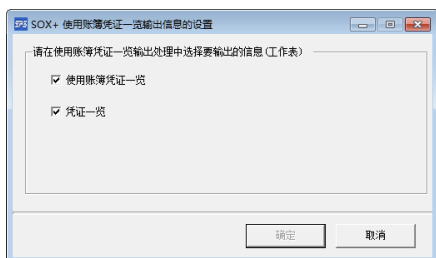 SPS SOX+ 使用账簿凭证一览输出信息的设置
请在使用账簿凭证一览输出处理中选择要输出的信息(工作表)
使用账簿凭证一览
凭证一览
确定
取消